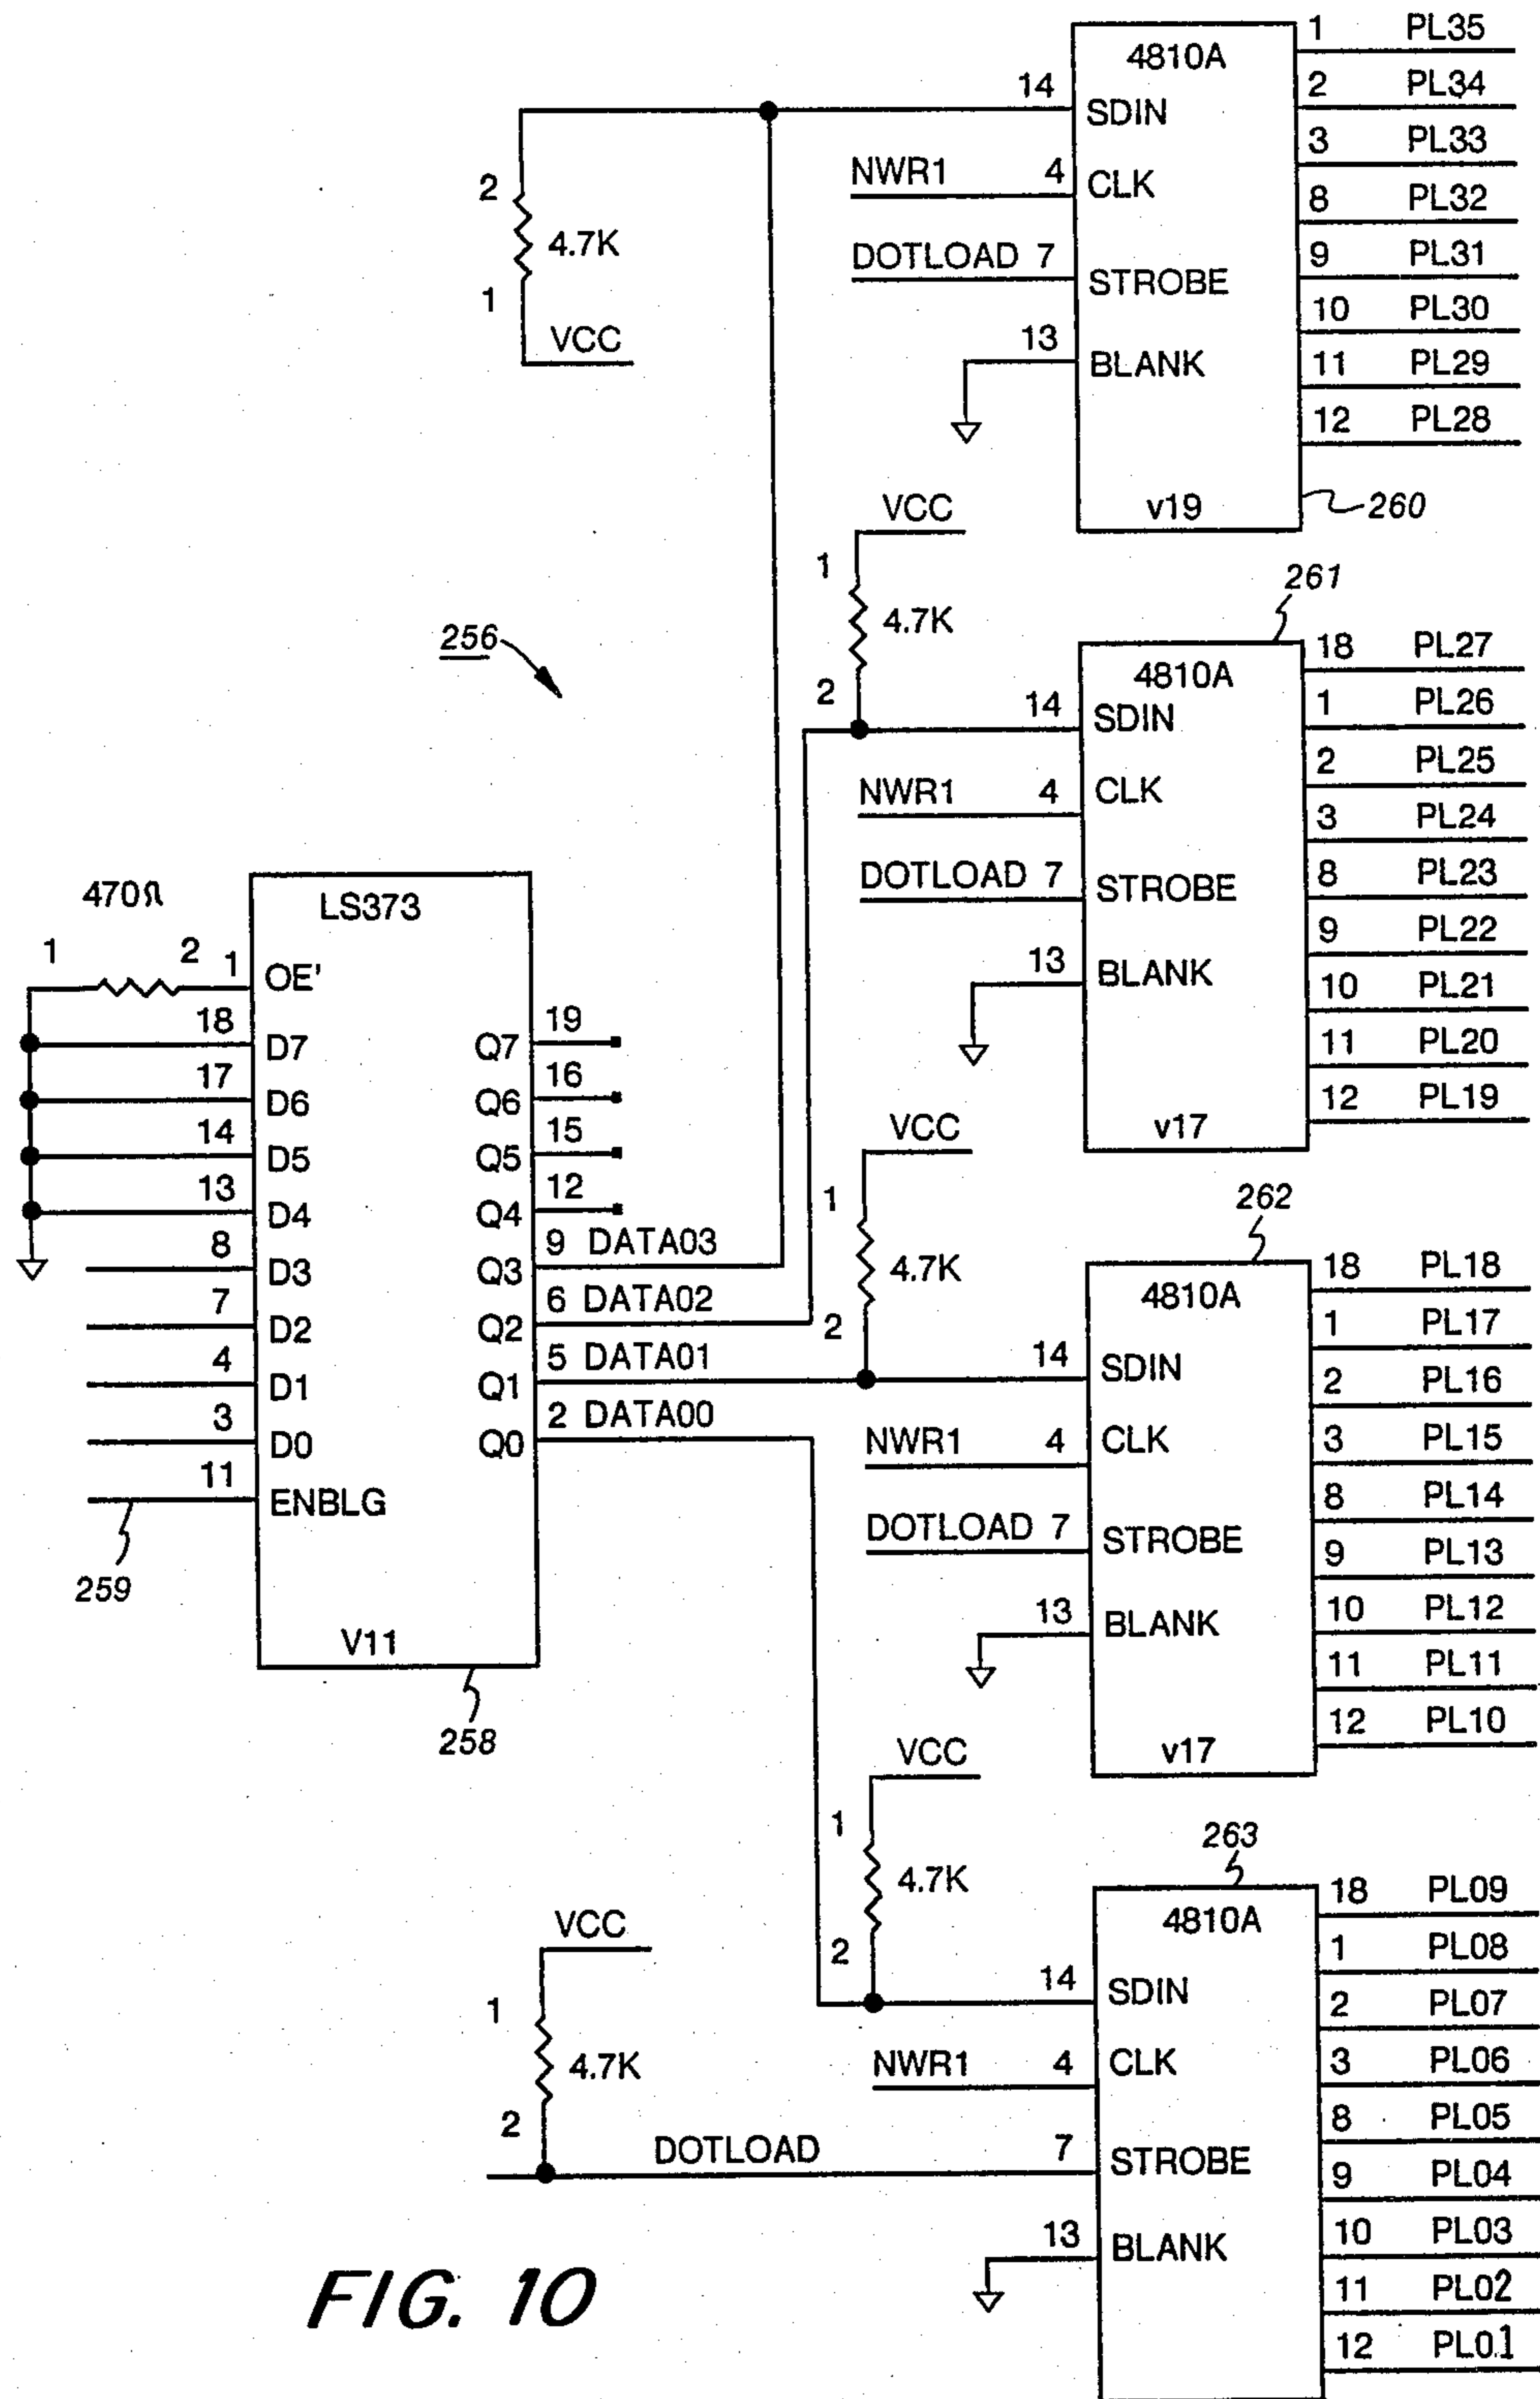 4810A
14
SDIN
NWR1 4 CLK
DOTLOAD 7 STROBE
13
BLANK
v19
260
1 PL35
2 PL34
3 PL33
8 PL32
9 PL31
10 PL30
11 PL29
12 PL28
2
4.7K
1
VCC
256
VCC
1
4.7K
2
261
4810A
14
SDIN
NWR1 4 CLK
DOTLOAD 7 STROBE
13
BLANK
v17
18 PL27
1 PL26
2 PL25
3 PL24
8 PL23
9 PL22
10 PL21
11 PL20
12 PL19
470Ω
1 2
LS373
1 OE'
18 D7
17 D6
14 D5
13 D4
8 D3
7 D2
4 D1
3 D0
11 ENBLG
259
V11
258
Q7 19
Q6 16
Q5 15
Q4 12
Q3 9 DATA03
Q2 6 DATA02
Q1 5 DATA01
Q0 2 DATA00
VCC
1
4.7K
2
262
4810A
14
SDIN
NWR1 4 CLK
DOTLOAD 7 STROBE
13
BLANK
v17
18 PL18
1 PL17
2 PL16
3 PL15
8 PL14
9 PL13
10 PL12
11 PL11
12 PL10
VCC
1
4.7K
2
263
4810A
14
SDIN
NWR1 4 CLK
VCC
1
4.7K
2
DOTLOAD 7 STROBE
13
BLANK
18 PL09
1 PL08
2 PL07
3 PL06
8 PL05
9 PL04
10 PL03
11 PL02
12 PL01
FIG. 10